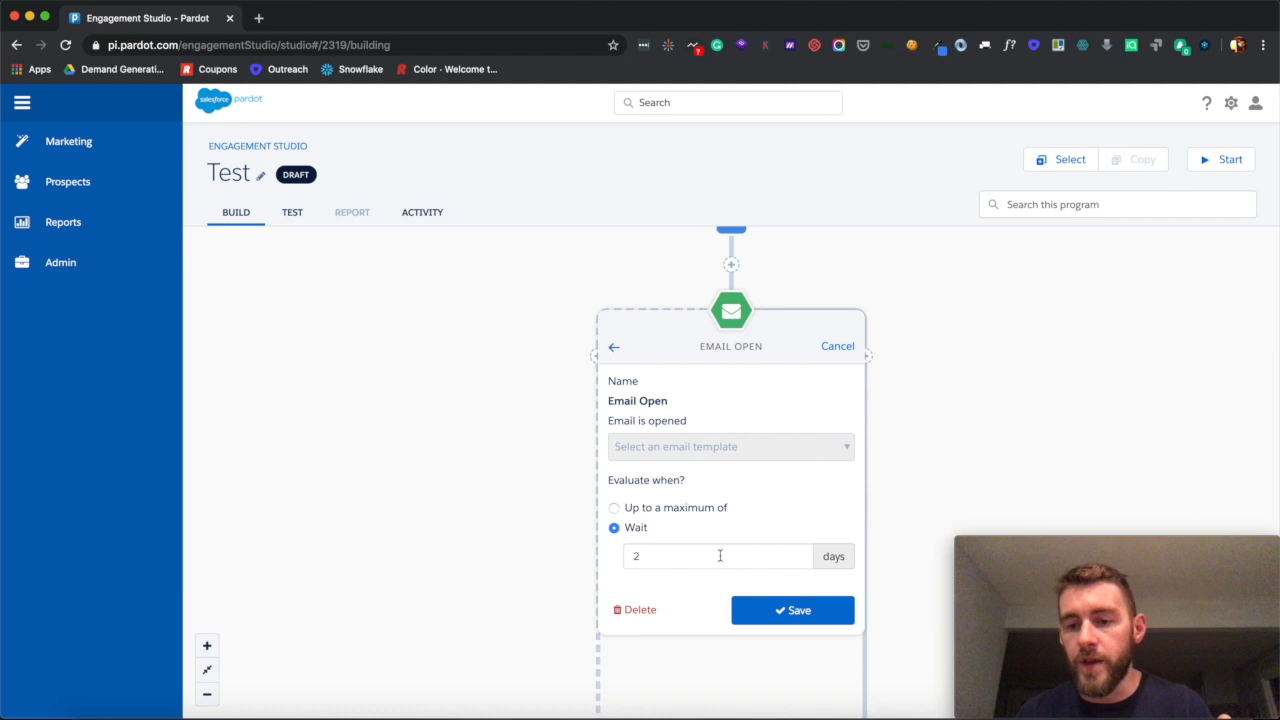 Engagement Studio - Pardot
pi.pardot.com/engagementStudio/studio#/2319/building
Apps
Demand Generati...
Coupons
Outreach
Snowflake
Color · Welcome t...
salesforce pardot
Search
Marketing
Prospects
Reports
Admin
ENGAGEMENT STUDIO
Test
DRAFT
Select
Copy
Start
BUILD
TEST
REPORT
ACTIVITY
Search this program
EMAIL OPEN
Cancel
Name
Email Open
Email is opened
Select an email template
Evaluate when?
Up to a maximum of
Wait
2
days
Delete
Save